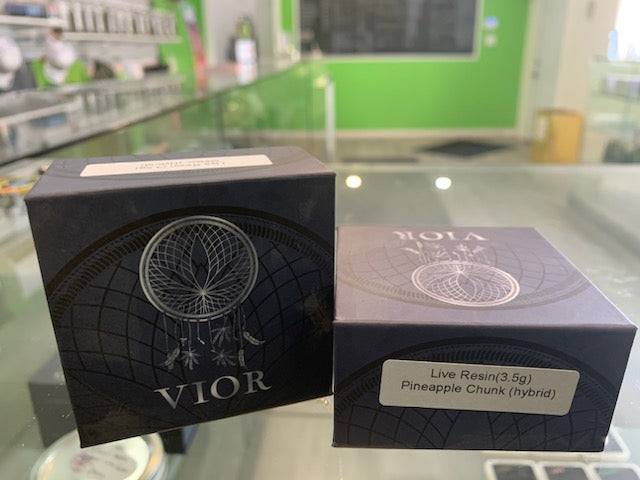 VIOR
VIOR
Live Resin(3.5g)
Pineapple Chunk (hybrid)